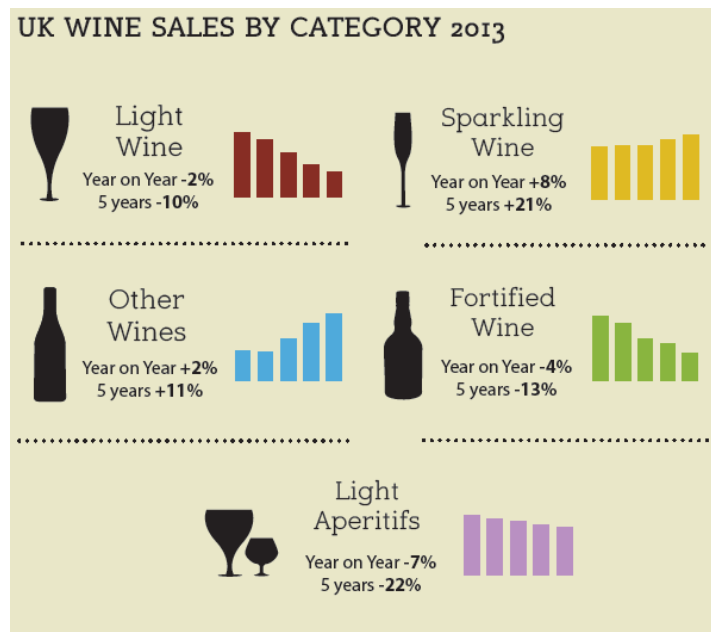 UK WINE SALES BY CATEGORY 2013
Light
Wine
Year on Year -2%
5 years -10%
Sparkling
Wine
Year on Year +8%
5 years +21%
Other
Wines
Year on Year +2%
5 years +11%
Fortified
Wine
Year on Year -4%
5 years -13%
Light
Aperitifs
Year on Year -7%
5 years -22%